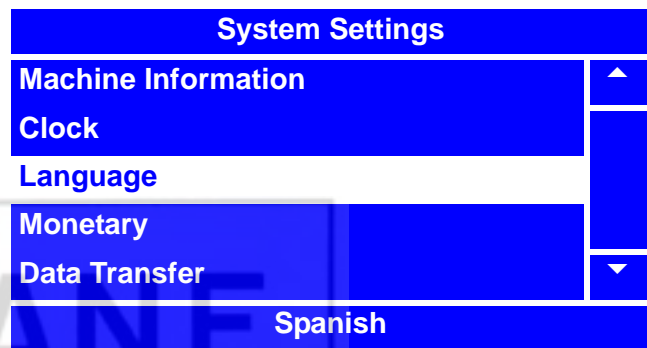 System Settings
Machine Information
Clock
Language
Monetary
Data Transfer
Spanish